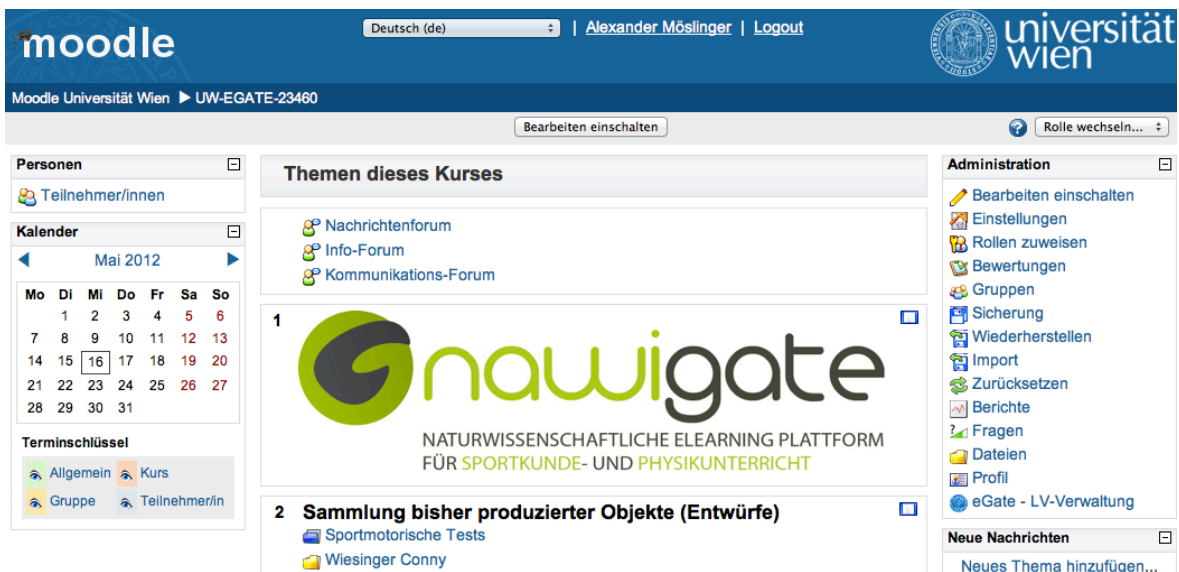 moodle
Deutsch (de) | Alexander Möslinger | Logout
universität
wien
Moodle Universität Wien ► UW-EGATE-23460
Bearbeiten einschalten
? Rolle wechseln...
Personen
Teilnehmer/innen
Kalender
◄ Mai 2012 ►
Mo Di Mi Do Fr Sa So
1 2 3 4 5 6
7 8 9 10 11 12 13
14 15 16 17 18 19 20
21 22 23 24 25 26 27
28 29 30 31
Terminschlüssel
Allgemein Kurs
Gruppe Teilnehmer/in
Themen dieses Kurses
Nachrichtenforum
Info-Forum
Kommunikations-Forum
1
nawigate
NATURWISSENSCHAFTLICHE ELEARNING PLATTFORM
FÜR SPORTKUNDE- UND PHYSIKUNTERRICHT
2 Sammlung bisher produzierter Objekte (Entwürfe)
Sportmotorische Tests
Wiesinger Conny
Administration
Bearbeiten einschalten
Einstellungen
Rollen zuweisen
Bewertungen
Gruppen
Sicherung
Wiederherstellen
Import
Zurücksetzen
Berichte
Fragen
Dateien
Profil
eGate - LV-Verwaltung
Neue Nachrichten
Neues Thema hinzufügen...